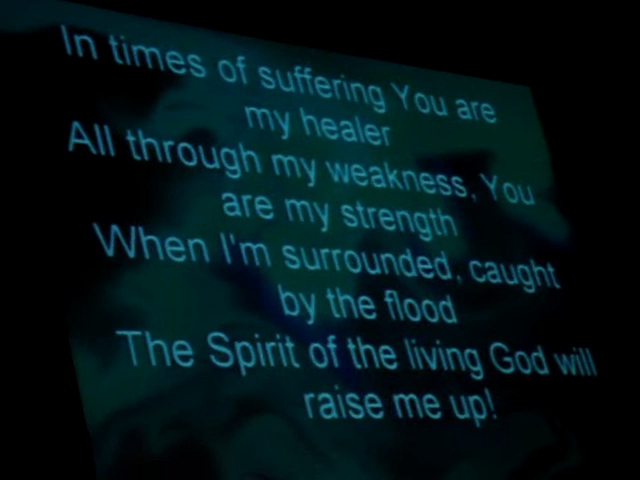 In times of suffering You are
my healer
All through my weakness, You
are my strength
When I'm surrounded, caught
by the flood
The Spirit of the living God will
raise me up!